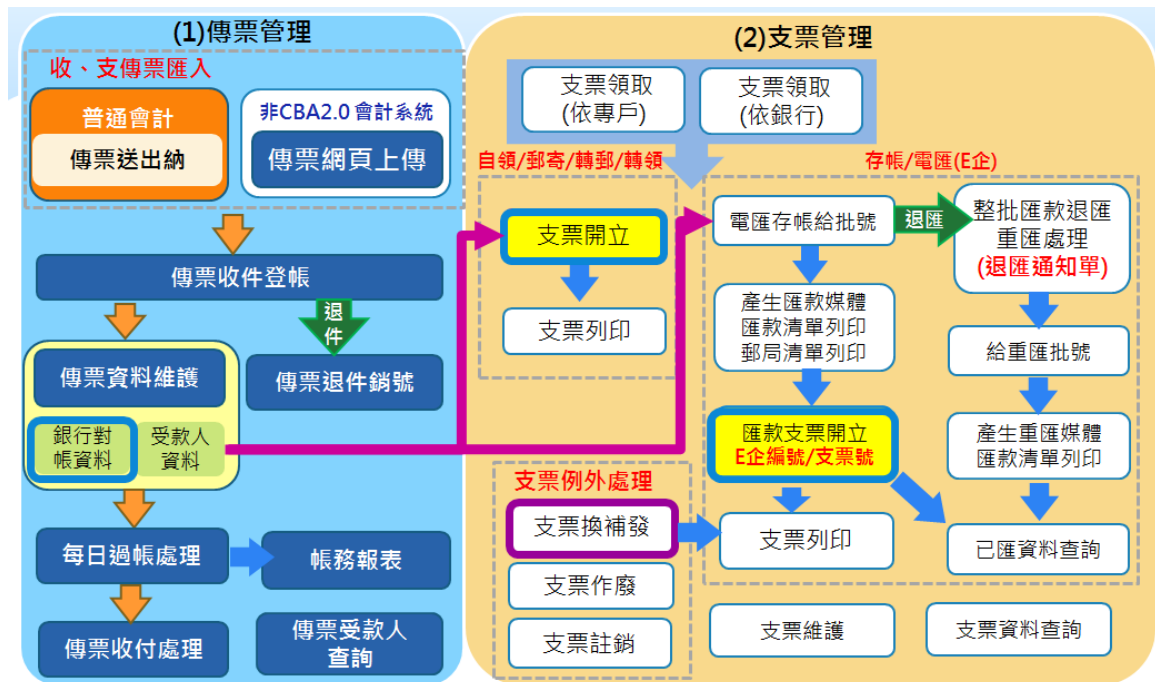 (1)傳票管理
收、支傳票匯入
普通會計
傳票送出納
非CBA2.0 會計系統
傳票網頁上傳
傳票收件登帳
退
件
傳票資料維護
傳票退件銷號
銀行對
帳資料
受款人
資料
每日過帳處理
帳務報表
傳票收付處理
傳票受款人
查詢
(2)支票管理
支票領取
(依專戶)
支票領取
(依銀行)
自領/郵寄/轉郵/轉領
存帳/電匯(E企)
支票開立
支票列印
電匯存帳給批號
退匯
整批匯款退匯
重匯處理
(退匯通知單)
產生匯款媒體
匯款清單列印
郵局清單列印
給重匯批號
匯款支票開立
E企編號/支票號
產生重匯媒體
匯款清單列印
支票例外處理
支票換補發
支票列印
已匯資料查詢
支票作廢
支票註銷
支票維護
支票資料查詢